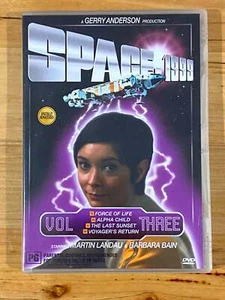 A GERRY ANDERSON PRODUCTION
SPACE: 1999
FORCE OF LIFE
ALPHA CHILD
THE LAST SUNSET
VOYAGER'S RETURN
VOL THREE
STARRING MARTIN LANDAU & BARBARA BAIN
PG
DVD